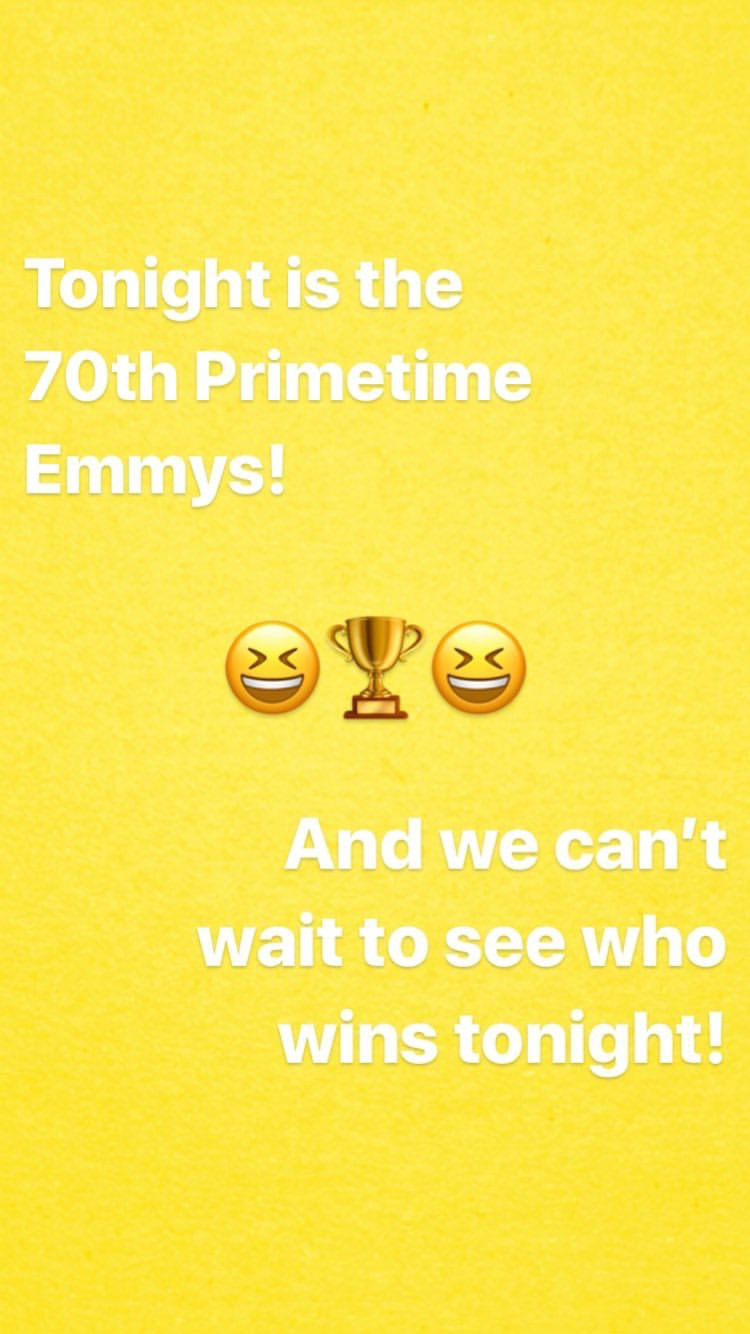 Tonight is the
70th Primetime
Emmys!
😆🏆😆
And we can't
wait to see who
wins tonight!